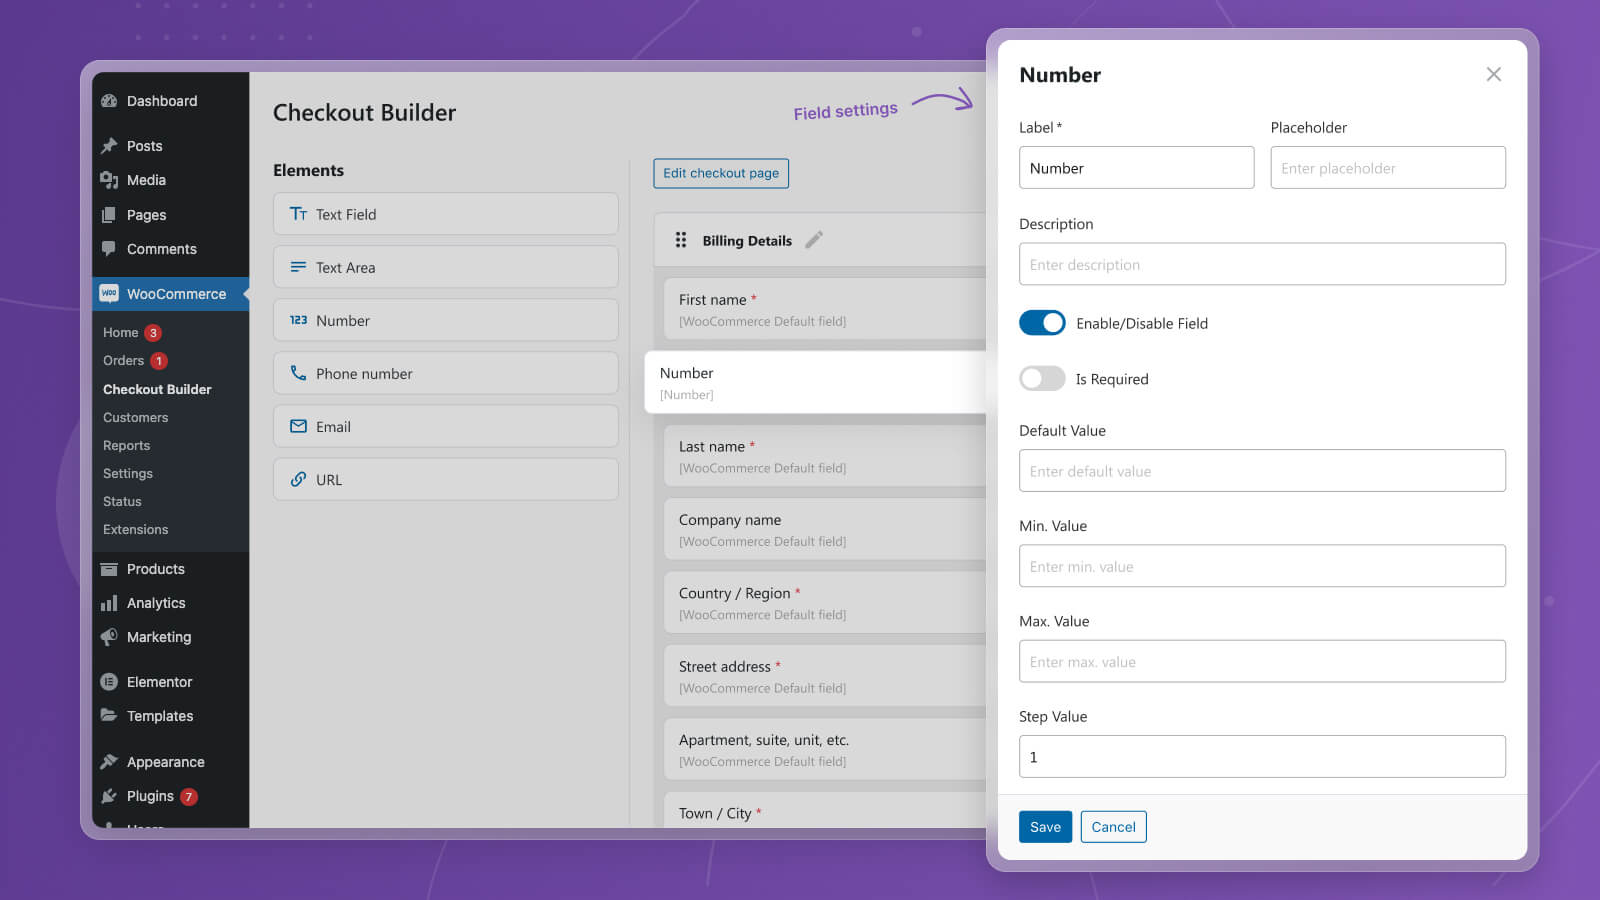 Dashboard
Posts
Media
Pages
Comments
WOO
WooCommerce
Home 3
Orders 1
Checkout Builder
Customers
Reports
Settings
Status
Extensions
Products
Analytics
Marketing
Elementor
Templates
Appearance
Plugins 7
Checkout Builder
Elements
TT Text Field
Text Area
123 Number
Phone number
Email
URL
Field settings
Edit checkout page
Billing Details
First name *
[WooCommerce Default field]
Number
[Number]
Last name *
[WooCommerce Default field]
Company name
[WooCommerce Default field]
Country / Region *
[WooCommerce Default field]
Street address *
[WooCommerce Default field]
Apartment, suite, unit, etc.
[WooCommerce Default field]
Town / City *
Number
Label * Placeholder
Number Enter placeholder
Description
Enter description
Enable/Disable Field
Is Required
Default Value
Enter default value
Min. Value
Enter min. value
Max. Value
Enter max. value
Step Value
1
Save Cancel